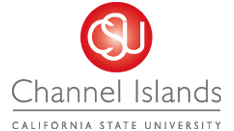 CSU
Channel Islands
CALIFORNIA STATE UNIVERSITY